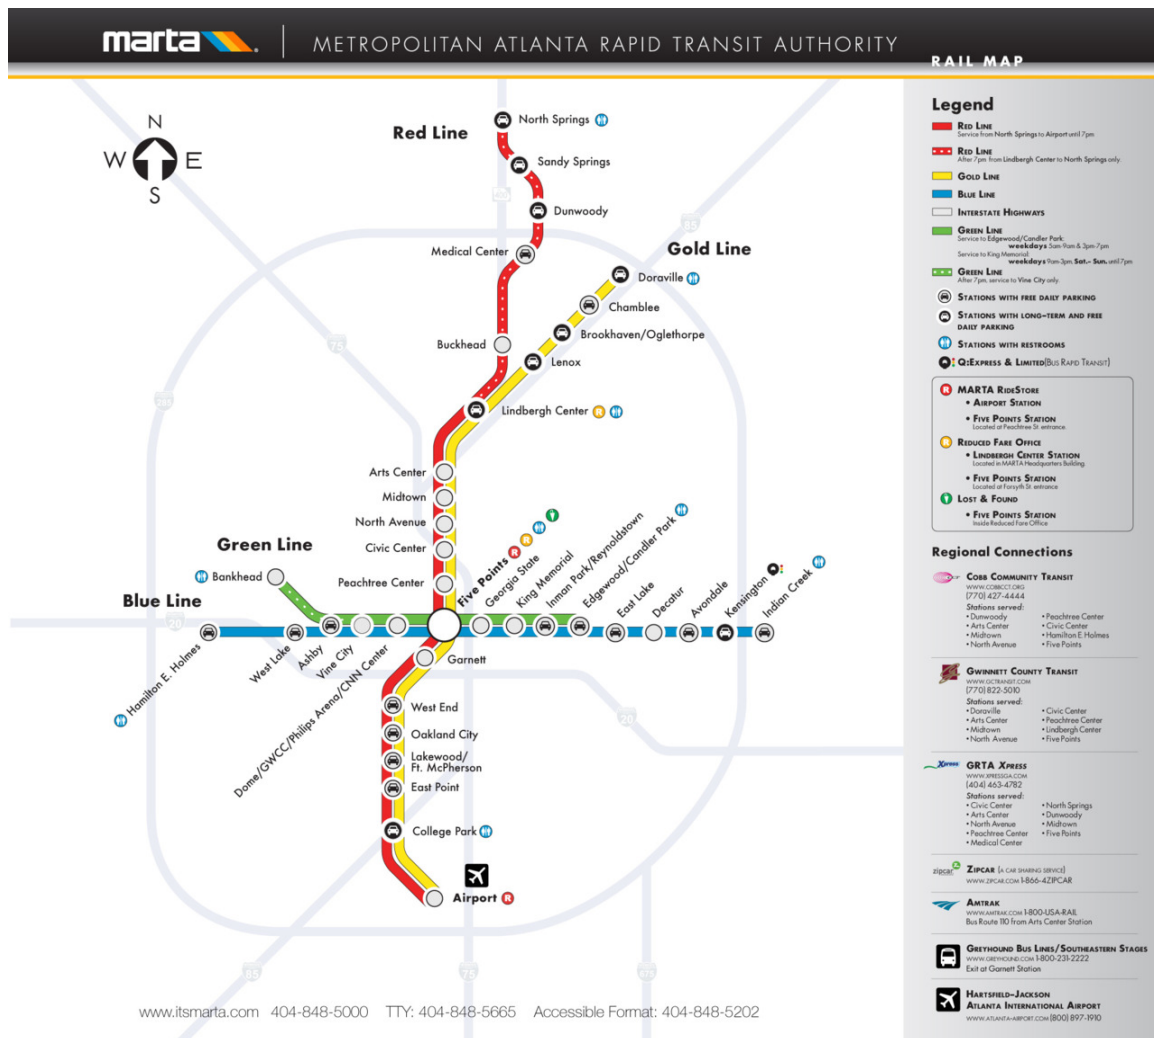 marta
METROPOLITAN ATLANTA RAPID TRANSIT AUTHORITY
RAIL MAP
N
W E
S
Red Line
North Springs
Sandy Springs
400
Dunwoody
85
Medical Center
Gold Line
Doraville
Chamblee
Brookhaven/Oglethorpe
75
Buckhead
Lenox
285
Lindbergh Center R
Arts Center
Midtown
North Avenue
Civic Center
Peachtree Center
Green Line
Bankhead
Blue Line
20
Hamilton E. Holmes
West Lake
Ashby
Vine City
Dome/GWCC/Philips Arena/CNN Center
Five Points R R
Georgia State
King Memorial
Inman Park/Reynoldstown
Edgewood/Candler Park
East Lake
Decatur
Avondale
Kensington
Indian Creek
Garnett
West End
20
Oakland City
Lakewood/
Ft. McPherson
East Point
College Park
Airport R
85
75
675
www.itsmarta.com 404-848-5000 TTY: 404-848-5665 Accessible Format: 404-848-5202
Legend
RED LINE
Service from North Springs to Airport until 7pm
RED LINE
After 7pm from Lindbergh Center to North Springs only.
GOLD LINE
BLUE LINE
INTERSTATE HIGHWAYS
GREEN LINE
Service to Edgewood/Candler Park:
weekdays 5am-9am & 3pm-7pm
Service to King Memorial:
weekdays 9am-3pm. Sat.- Sun. until 7pm
GREEN LINE
After 7pm, service to Vine City only.
STATIONS WITH FREE DAILY PARKING
STATIONS WITH LONG-TERM AND FREE
DAILY PARKING
STATIONS WITH RESTROOMS
Q:EXPRESS & LIMITED(BUS RAPID TRANSIT)
R MARTA RIDESTORE
• AIRPORT STATION
• FIVE POINTS STATION
Located at Peachtree St. entrance.
R REDUCED FARE OFFICE
• LINDBERGH CENTER STATION
Located in MARTA Headquarters Building
• FIVE POINTS STATION
Located at Forsyth St. entrance
LOST & FOUND
• FIVE POINTS STATION
Inside Reduced Fare Office
Regional Connections
COBB COMMUNITY TRANSIT
WWW.COBBCCT.ORG
(770) 427-4444
Stations served:
• Dunwoody • Peachtree Center
• Arts Center • Civic Center
• Midtown • Hamilton E. Holmes
• North Avenue • Five Points
GWINNETT COUNTY TRANSIT
WWW.GCTRANSIT.COM
(770) 822-5010
Stations served:
• Doraville • Civic Center
• Arts Center • Peachtree Center
• Midtown • Lindbergh Center
• North Avenue • Five Points
Xpress GRTA XPRESS
WWW.XPRESSGA.COM
(404) 463-4782
Stations served:
• Civic Center • North Springs
• Arts Center • Dunwoody
• North Avenue • Midtown
• Peachtree Center • Five Points
• Medical Center
zipcar ZIPCAR (A CAR SHARING SERVICE)
WWW.ZIPCAR.COM 1-866-4ZIPCAR
AMTRAK
WWW.AMTRAK.COM 1-800-USA-RAIL
Bus Route 110 from Arts Center Station
GREYHOUND BUS LINES/SOUTHEASTERN STAGES
WWW.GREYHOUND.COM 1-800-231-2222
Exit at Garnett Station
HARTSFIELD-JACKSON
ATLANTA INTERNATIONAL AIRPORT
WWW.ATLANTA-AIRPORT.COM (800) 897-1910